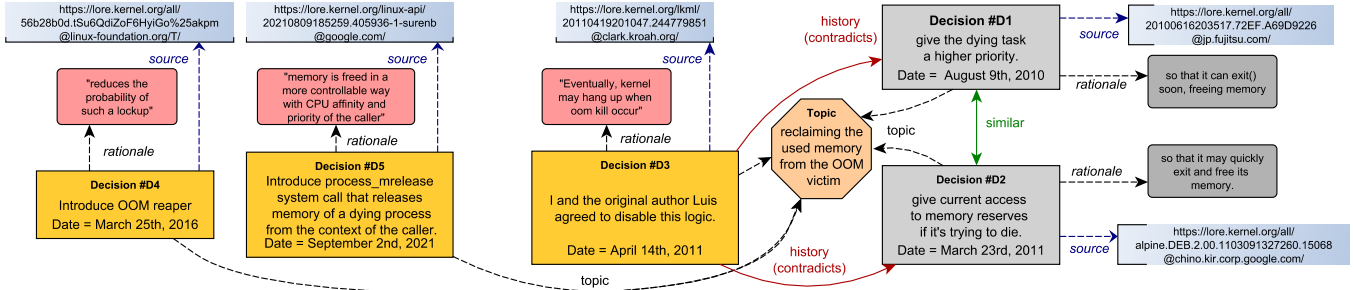 https://lore.kernel.org/all/
56b28b0d.tSu6QdiZoF6HyiGo%25akpm
@linux-foundation.org/T/
source
"reduces the
probability of
such a lockup"
rationale
Decision #D4
Introduce OOM reaper
Date = March 25th, 2016
https://lore.kernel.org/linux-api/
20210809185259.405936-1-surenb
@google.com/
source
"memory is freed in a
more controllable way
with CPU affinity and
priority of the caller"
rationale
Decision #D5
Introduce process_mrelease
system call that releases
memory of a dying process
from the context of the caller.
Date = September 2nd, 2021
https://lore.kernel.org/lkml/
20110419201047.244779851
@clark.kroah.org/
source
"Eventually, kernel
may hang up when
oom kill occur"
rationale
Decision #D3
I and the original author Luis
agreed to disable this logic.
Date = April 14th, 2011
topic
history
(contradicts)
history
(contradicts)
Topic
reclaiming the
used memory
from the OOM
victim
topic
Decision #D1
give the dying task
a higher priority.
Date = August 9th, 2010
similar
Decision #D2
give current access
to memory reserves
if it's trying to die.
Date = March 23rd, 2011
source
https://lore.kernel.org/all/
20100616203517.72EF.A69D9226
@jp.fujitsu.com/
rationale
so that it can exit()
soon, freeing memory
rationale
so that it may quickly
exit and free its
memory.
source
https://lore.kernel.org/all/
alpine.DEB.2.00.1103091327260.15068
@chino.kir.corp.google.com/